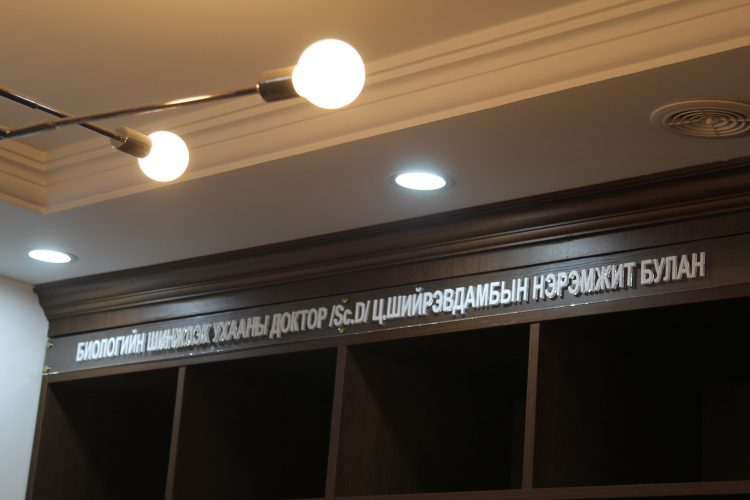 БИОЛОГИЙН ШИНЖЛЭХ УХААНЫ ДОКТОР /Sc.D/ Ц.ШИЙРЭВДАМБЫН НЭРЭМЖИТ БУЛАН